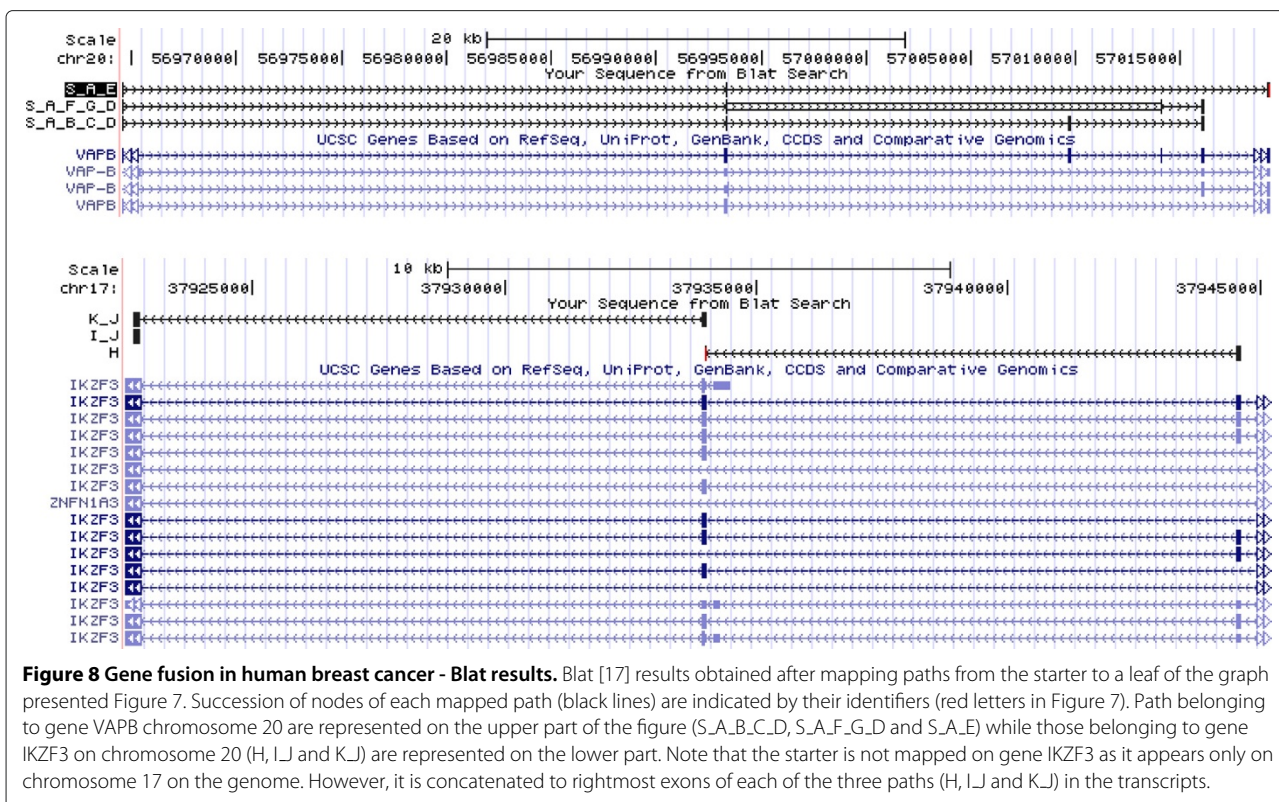 Scale 20 kb
chr20: | 56970000| 56975000| 56980000| 56985000| 56990000| 56995000| 57000000| 57005000| 57010000| 57015000|
Your Sequence from Blat Search
S_A_E
S_A_F_G_D
S_A_B_C_D
UCSC Genes Based on RefSeq, UniProt, GenBank, CCDS and Comparative Genomics
VAPB
VAP-B
VAP-B
VAPB
Scale 10 kb
chr17: 37925000| 37930000| 37935000| 37940000| 37945000|
Your Sequence from Blat Search
K_J
I_J
H
UCSC Genes Based on RefSeq, UniProt, GenBank, CCDS and Comparative Genomics
IKZF3
IKZF3
IKZF3
IKZF3
IKZF3
IKZF3
IKZF3
ZNFN1A3
IKZF3
IKZF3
IKZF3
IKZF3
IKZF3
IKZF3
IKZF3
IKZF3
Figure 8 Gene fusion in human breast cancer - Blat results. Blat [17] results obtained after mapping paths from the starter to a leaf of the graph
presented Figure 7. Succession of nodes of each mapped path (black lines) are indicated by their identifiers (red letters in Figure 7). Path belonging
to gene VAPB chromosome 20 are represented on the upper part of the figure (S_A_B_C_D, S_A_F_G_D and S_A_E) while those belonging to gene
IKZF3 on chromosome 20 (H, I_J and K_J) are represented on the lower part. Note that the starter is not mapped on gene IKZF3 as it appears only on
chromosome 17 on the genome. However, it is concatenated to rightmost exons of each of the three paths (H, I_J and K_J) in the transcripts.